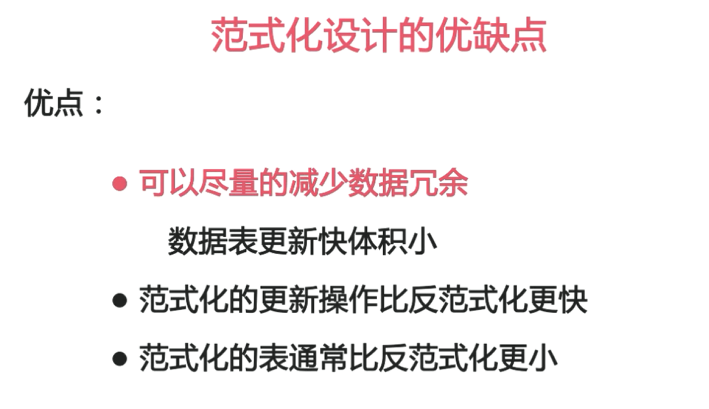 范式化设计的优缺点
优点：
● 可以尽量的减少数据冗余
数据表更新快体积小
● 范式化的更新操作比反范式化更快
● 范式化的表通常比反范式化更小